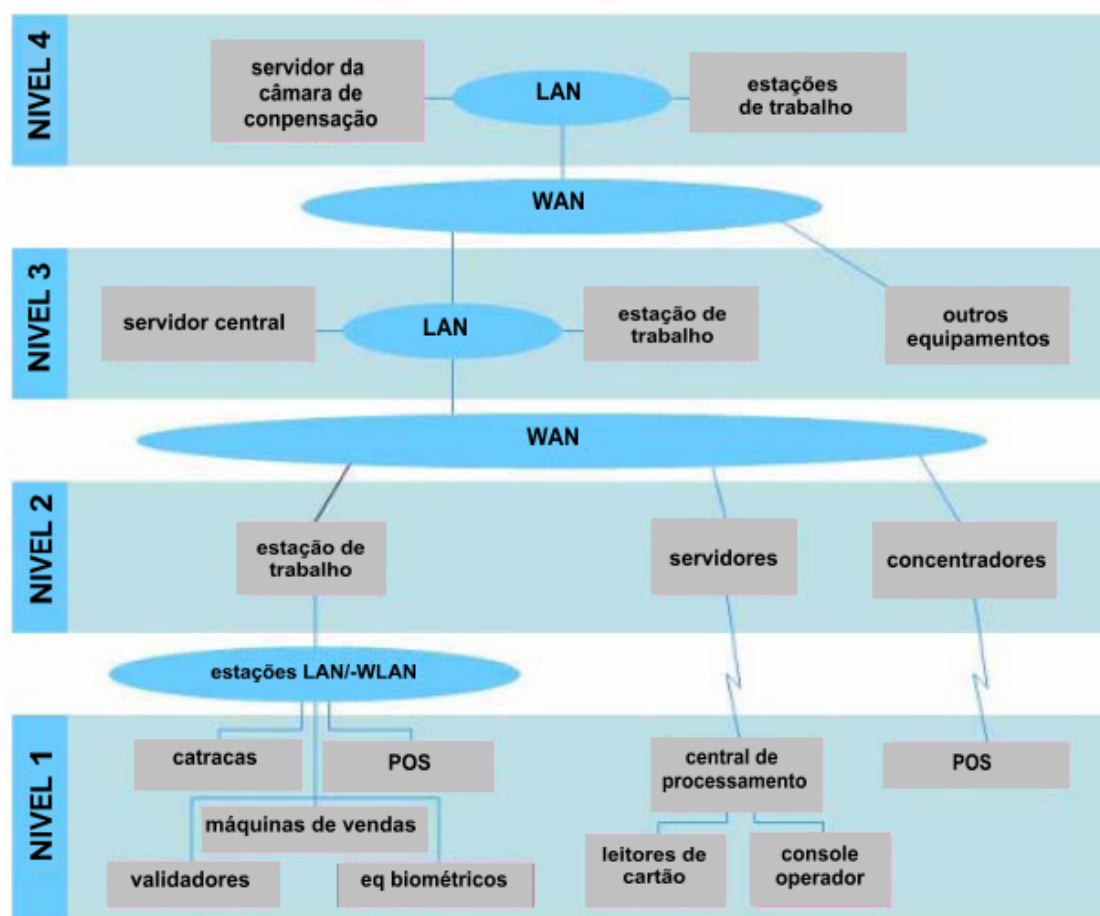 NIVEL 4
servidor da
câmara de
conpensação
LAN
estações
de trabalho
WAN
NIVEL 3
servidor central
LAN
estação de
trabalho
outros
equipamentos
WAN
NIVEL 2
estação de
trabalho
servidores
concentradores
estações LAN/-WLAN
NIVEL 1
catracas
POS
máquinas de vendas
validadores
eq biométricos
central de
processamento
leitores de
cartão
console
operador
POS